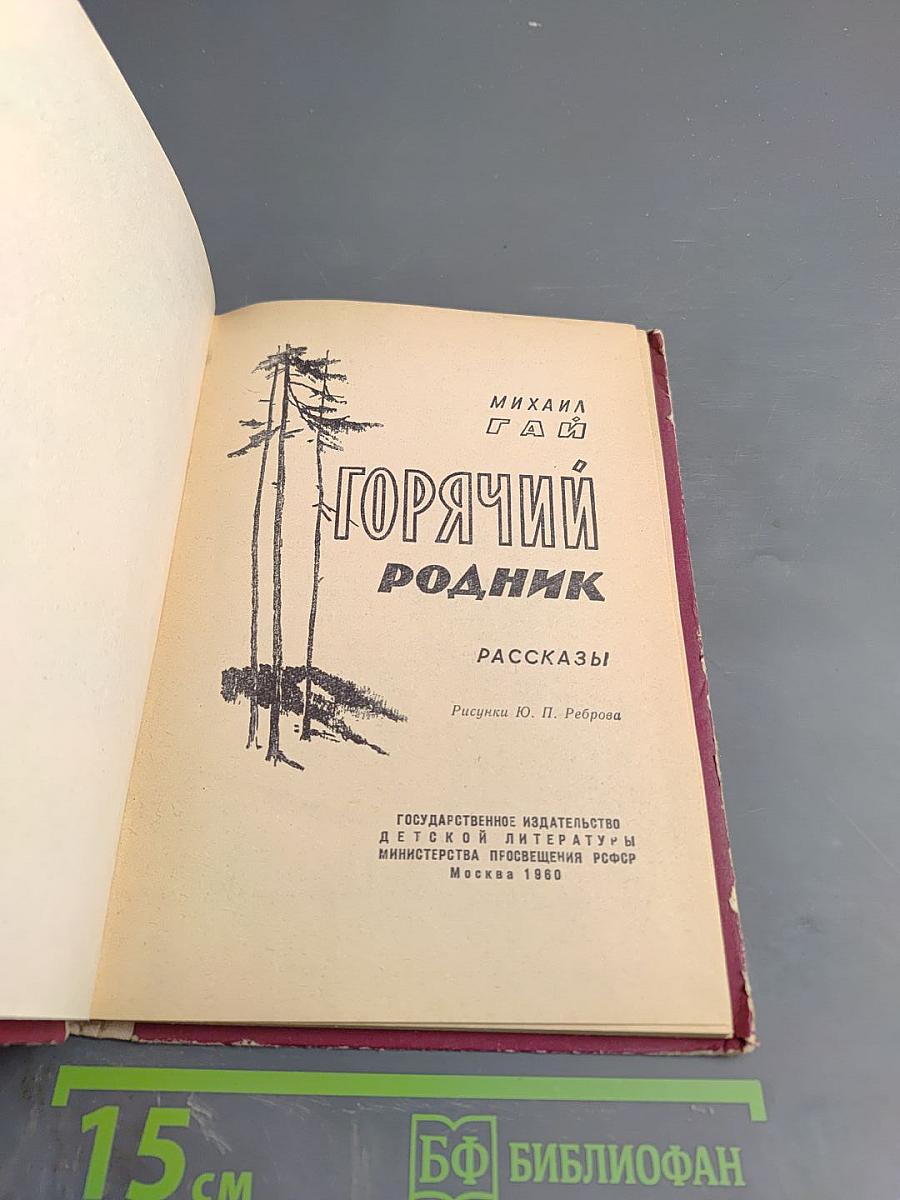 МИХАИЛ
ГАЙ
ГОРЯЧИЙ
РОДНИК
РАССКАЗЫ
Рисунки Ю. П. Реброва
ГОСУДАРСТВЕННОЕ ИЗДАТЕЛЬСТВО
ДЕТСКОЙ ЛИТЕРАТУРЫ
МИНИСТЕРСТВА ПРОСВЕЩЕНИЯ РСФСР
Москва 1960
15 см
БФ БИБЛИОФАН